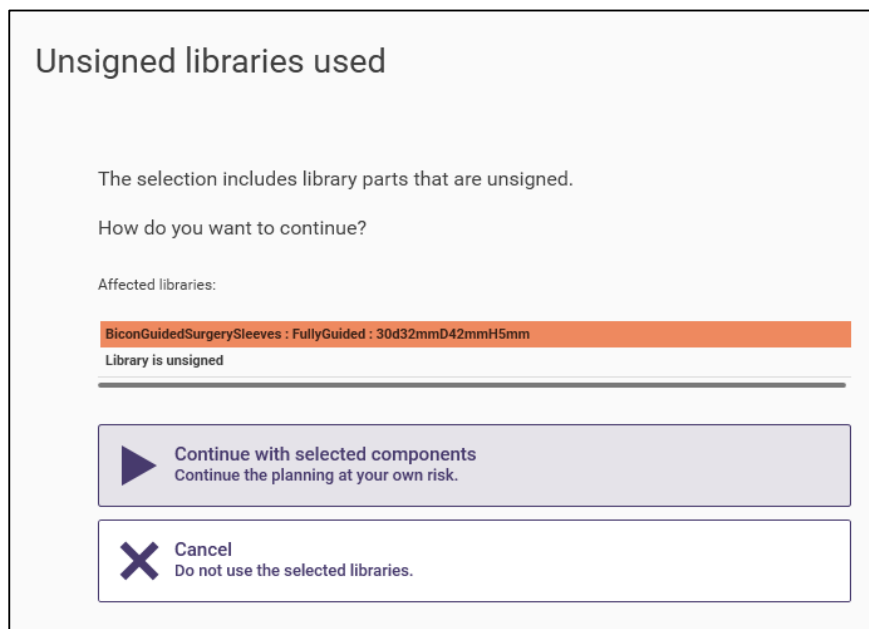 Unsigned libraries used
The selection includes library parts that are unsigned.
How do you want to continue?
Affected libraries:
BiconGuidedSurgerySleeves : FullyGuided : 30d32mmD42mmH5mm
Library is unsigned
Continue with selected components
Continue the planning at your own risk.
Cancel
Do not use the selected libraries.